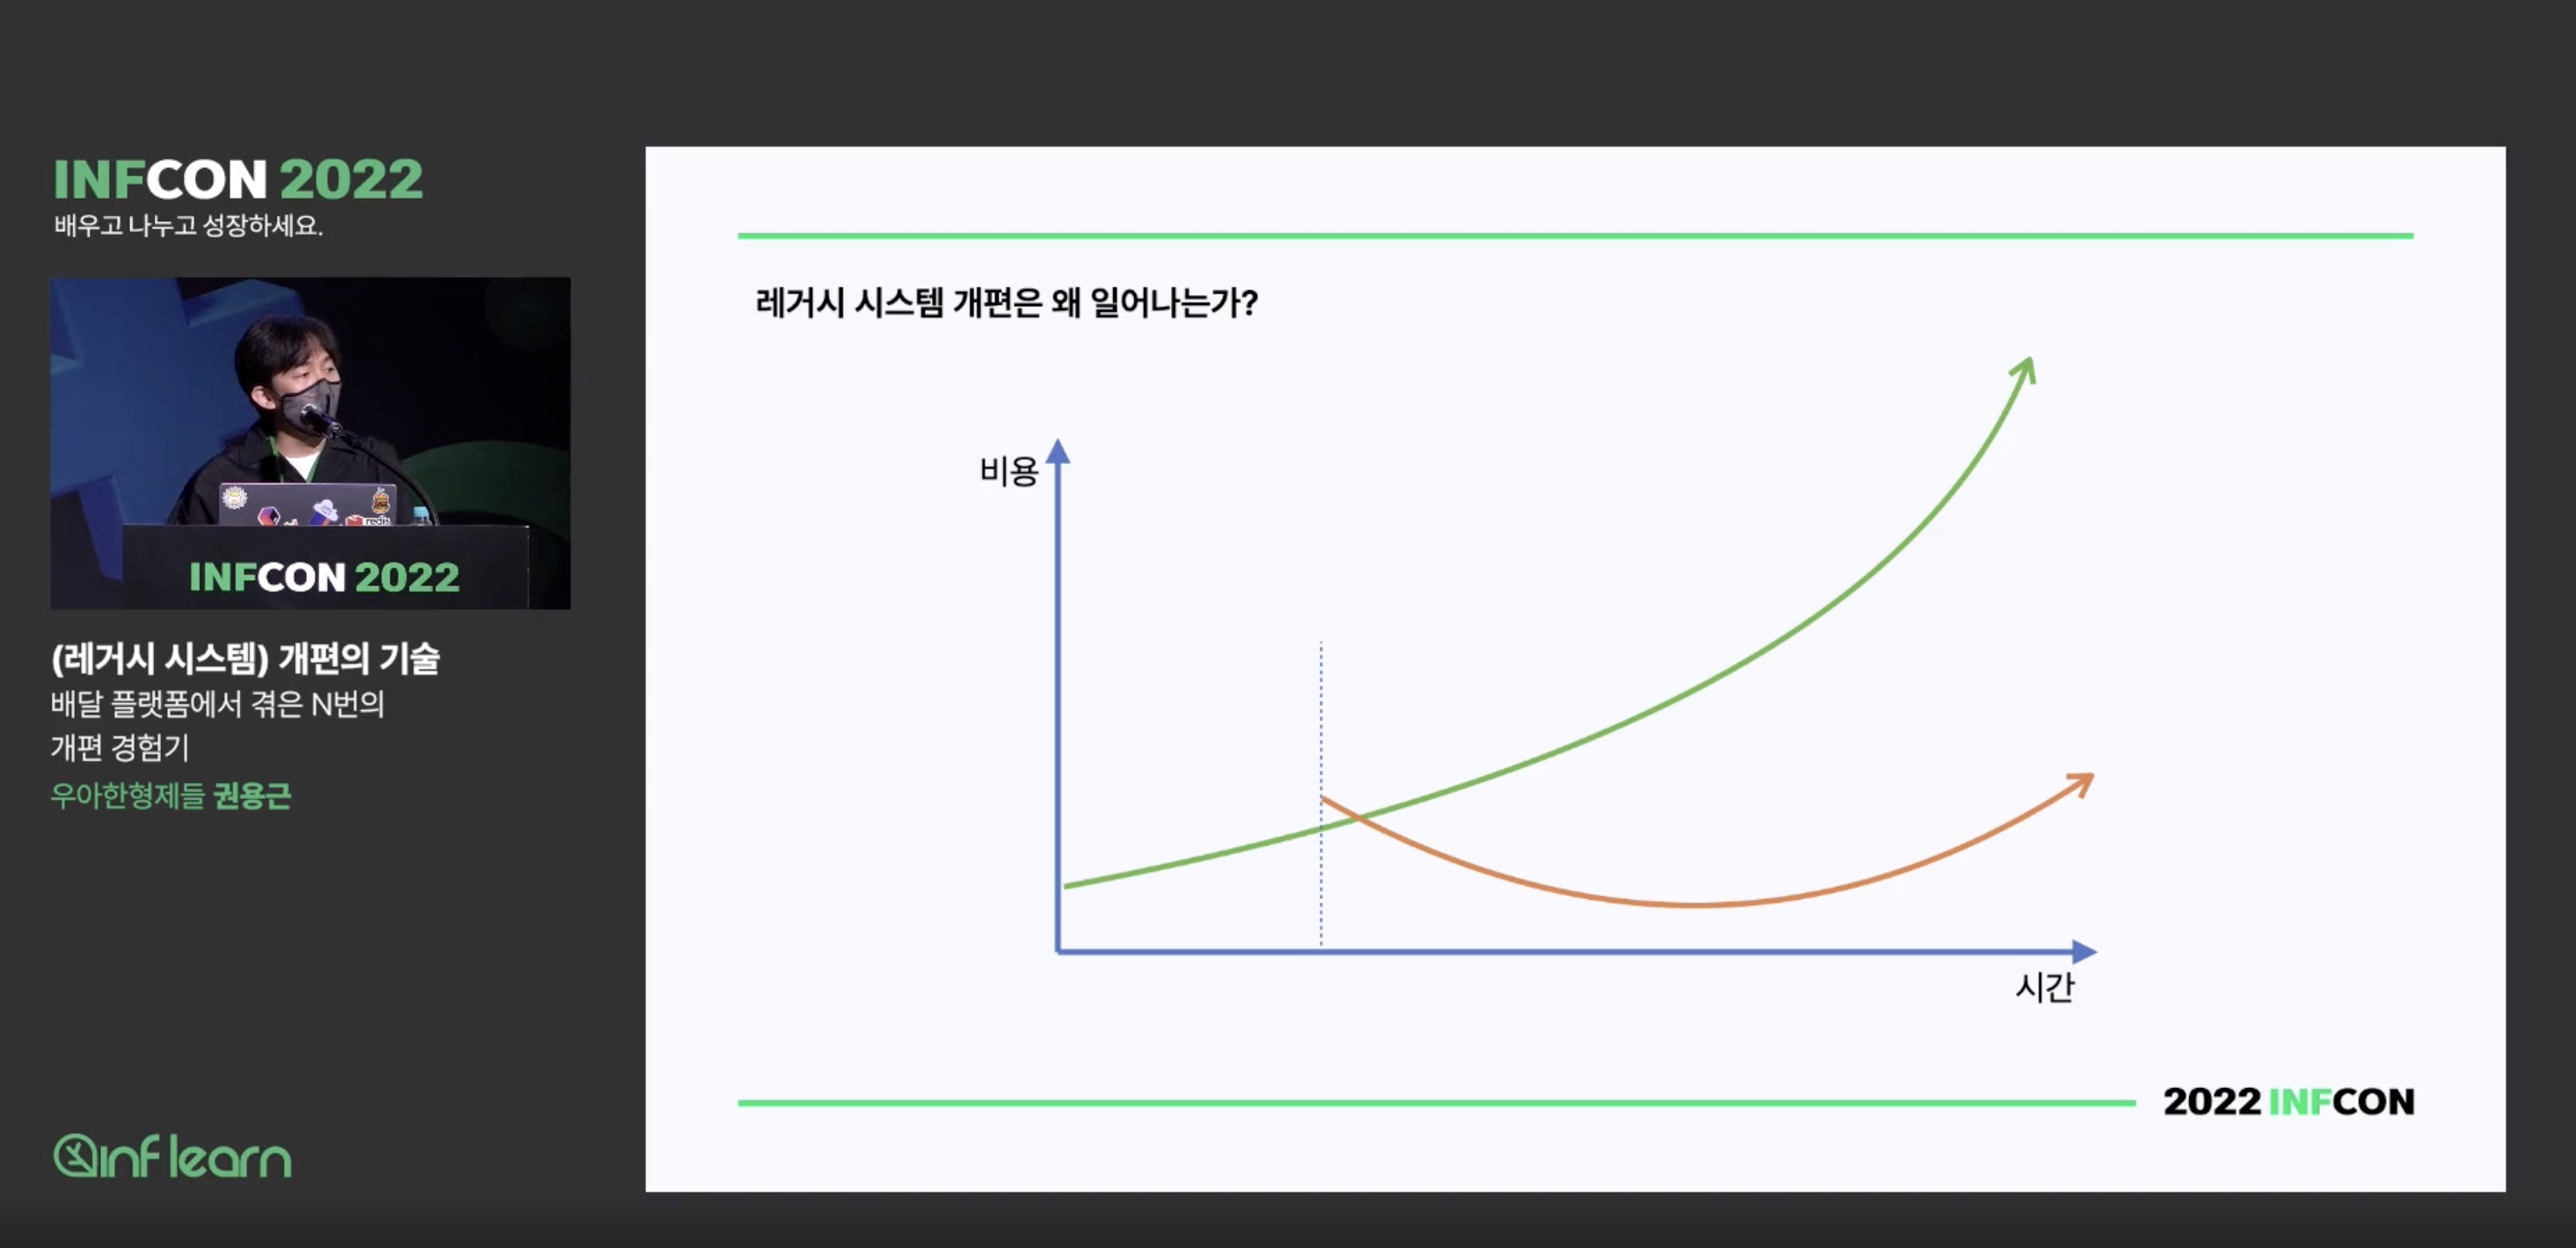 INFCON 2022
배우고 나누고 성장하세요.
redis
INFCON 2022
(레거시 시스템) 개편의 기술
배달 플랫폼에서 겪은 N번의
개편 경험기
우아한형제들 권용근
inflearn
레거시 시스템 개편은 왜 일어나는가?
비용
시간
2022 INFCON